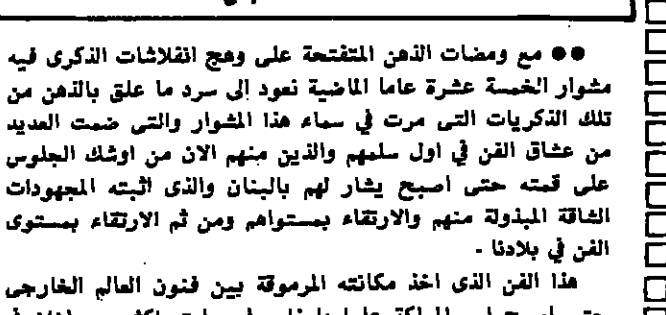 ●● مع ومضات الذهن المتفتحة على وهج انفلاشات الذكرى فيه
مشوار الخمسة عشرة عاما الماضية نعود إلى سرد ما علق بالذهن من
تلك الذكريات التى مرت في سماء هذا المشوار والتى ضمت العديد
من عشاق الفن في اول سلمهم والذين منهم الان من اوشك الجلوس
على قمته حتى اصبح يشار لهم بالبنان والذى اثبته المجهودات
الشاقة المبذولة منهم والارتقاء بمستواهم ومن ثم الارتقاء بمستوى
الفن في بلادنا .
هذا الفن الذى اخذ مكانته المرموقة بين فنون العالم الخارجى